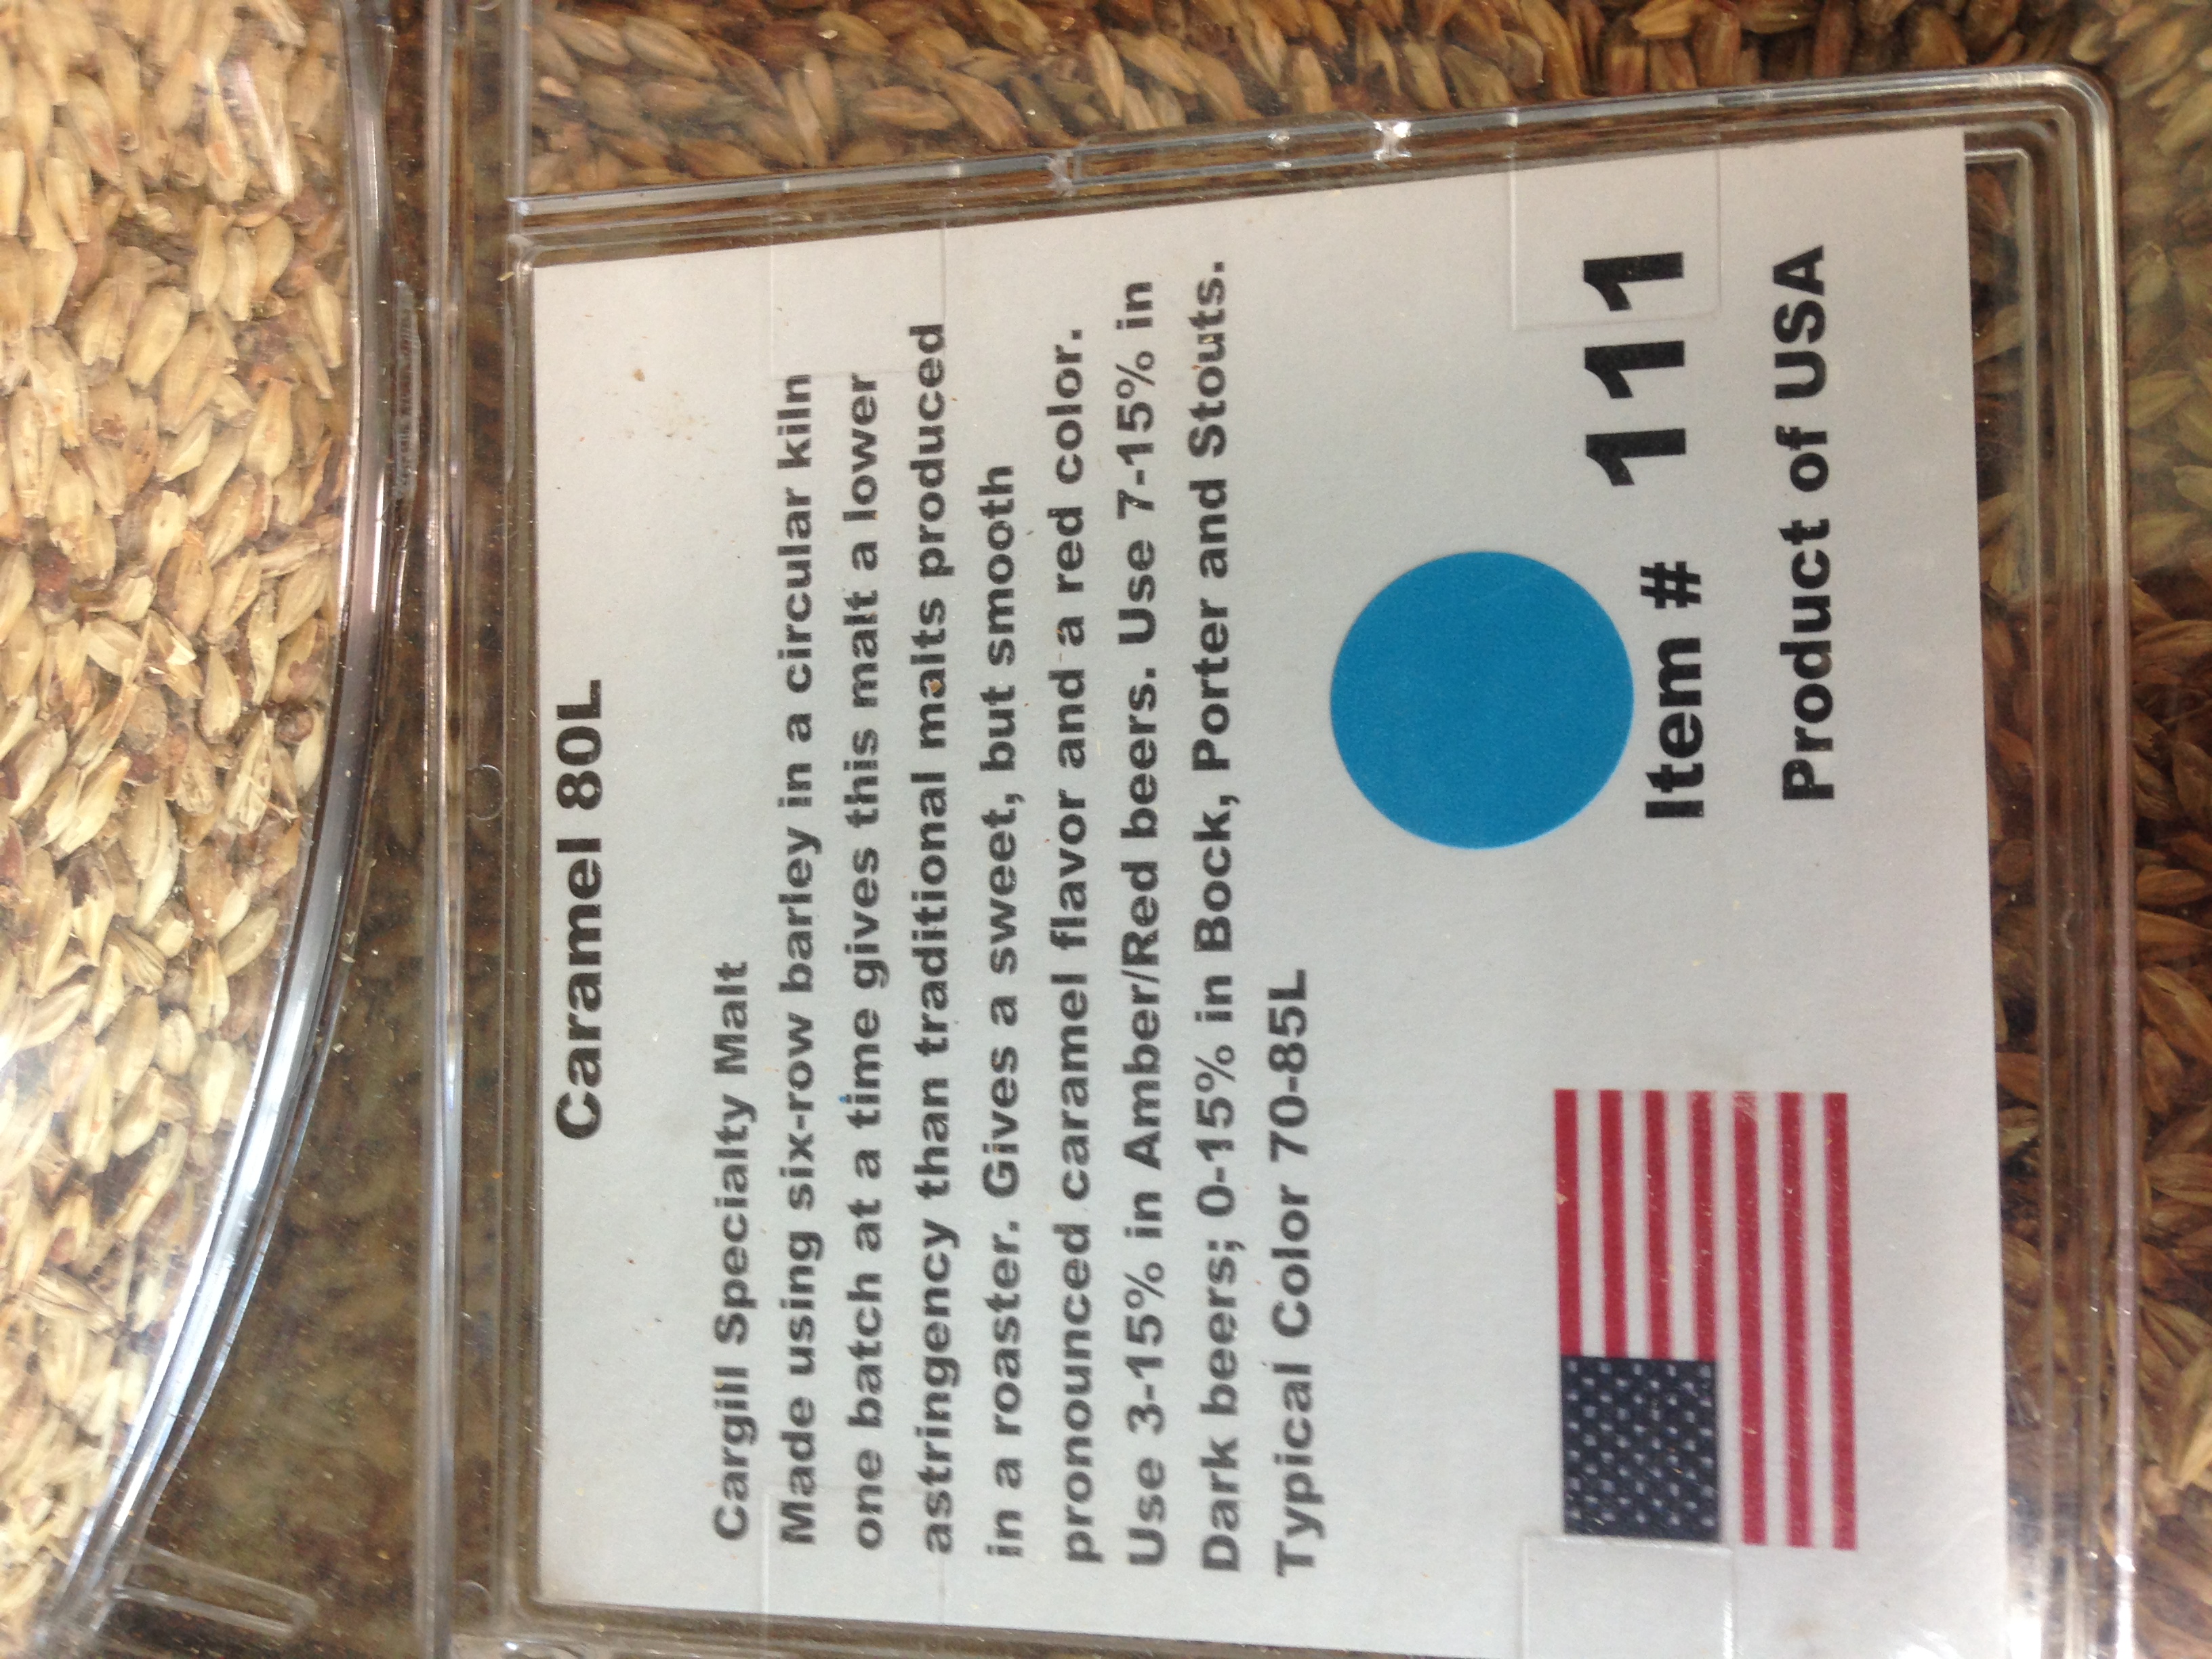 Caramel 80L
Cargill Specialty Malt
Made using six-row barley in a circular kiln
one batch at a time gives this malt a lower
astringency than traditional malts produced
in a roaster. Gives a sweet, but smooth
pronounced caramel flavor and a red color.
Use 3-15% in Amber/Red beers. Use 7-15% in
Dark beers; 0-15% in Bock, Porter and Stouts.
Typical Color 70-85L
Item # 111
Product of USA